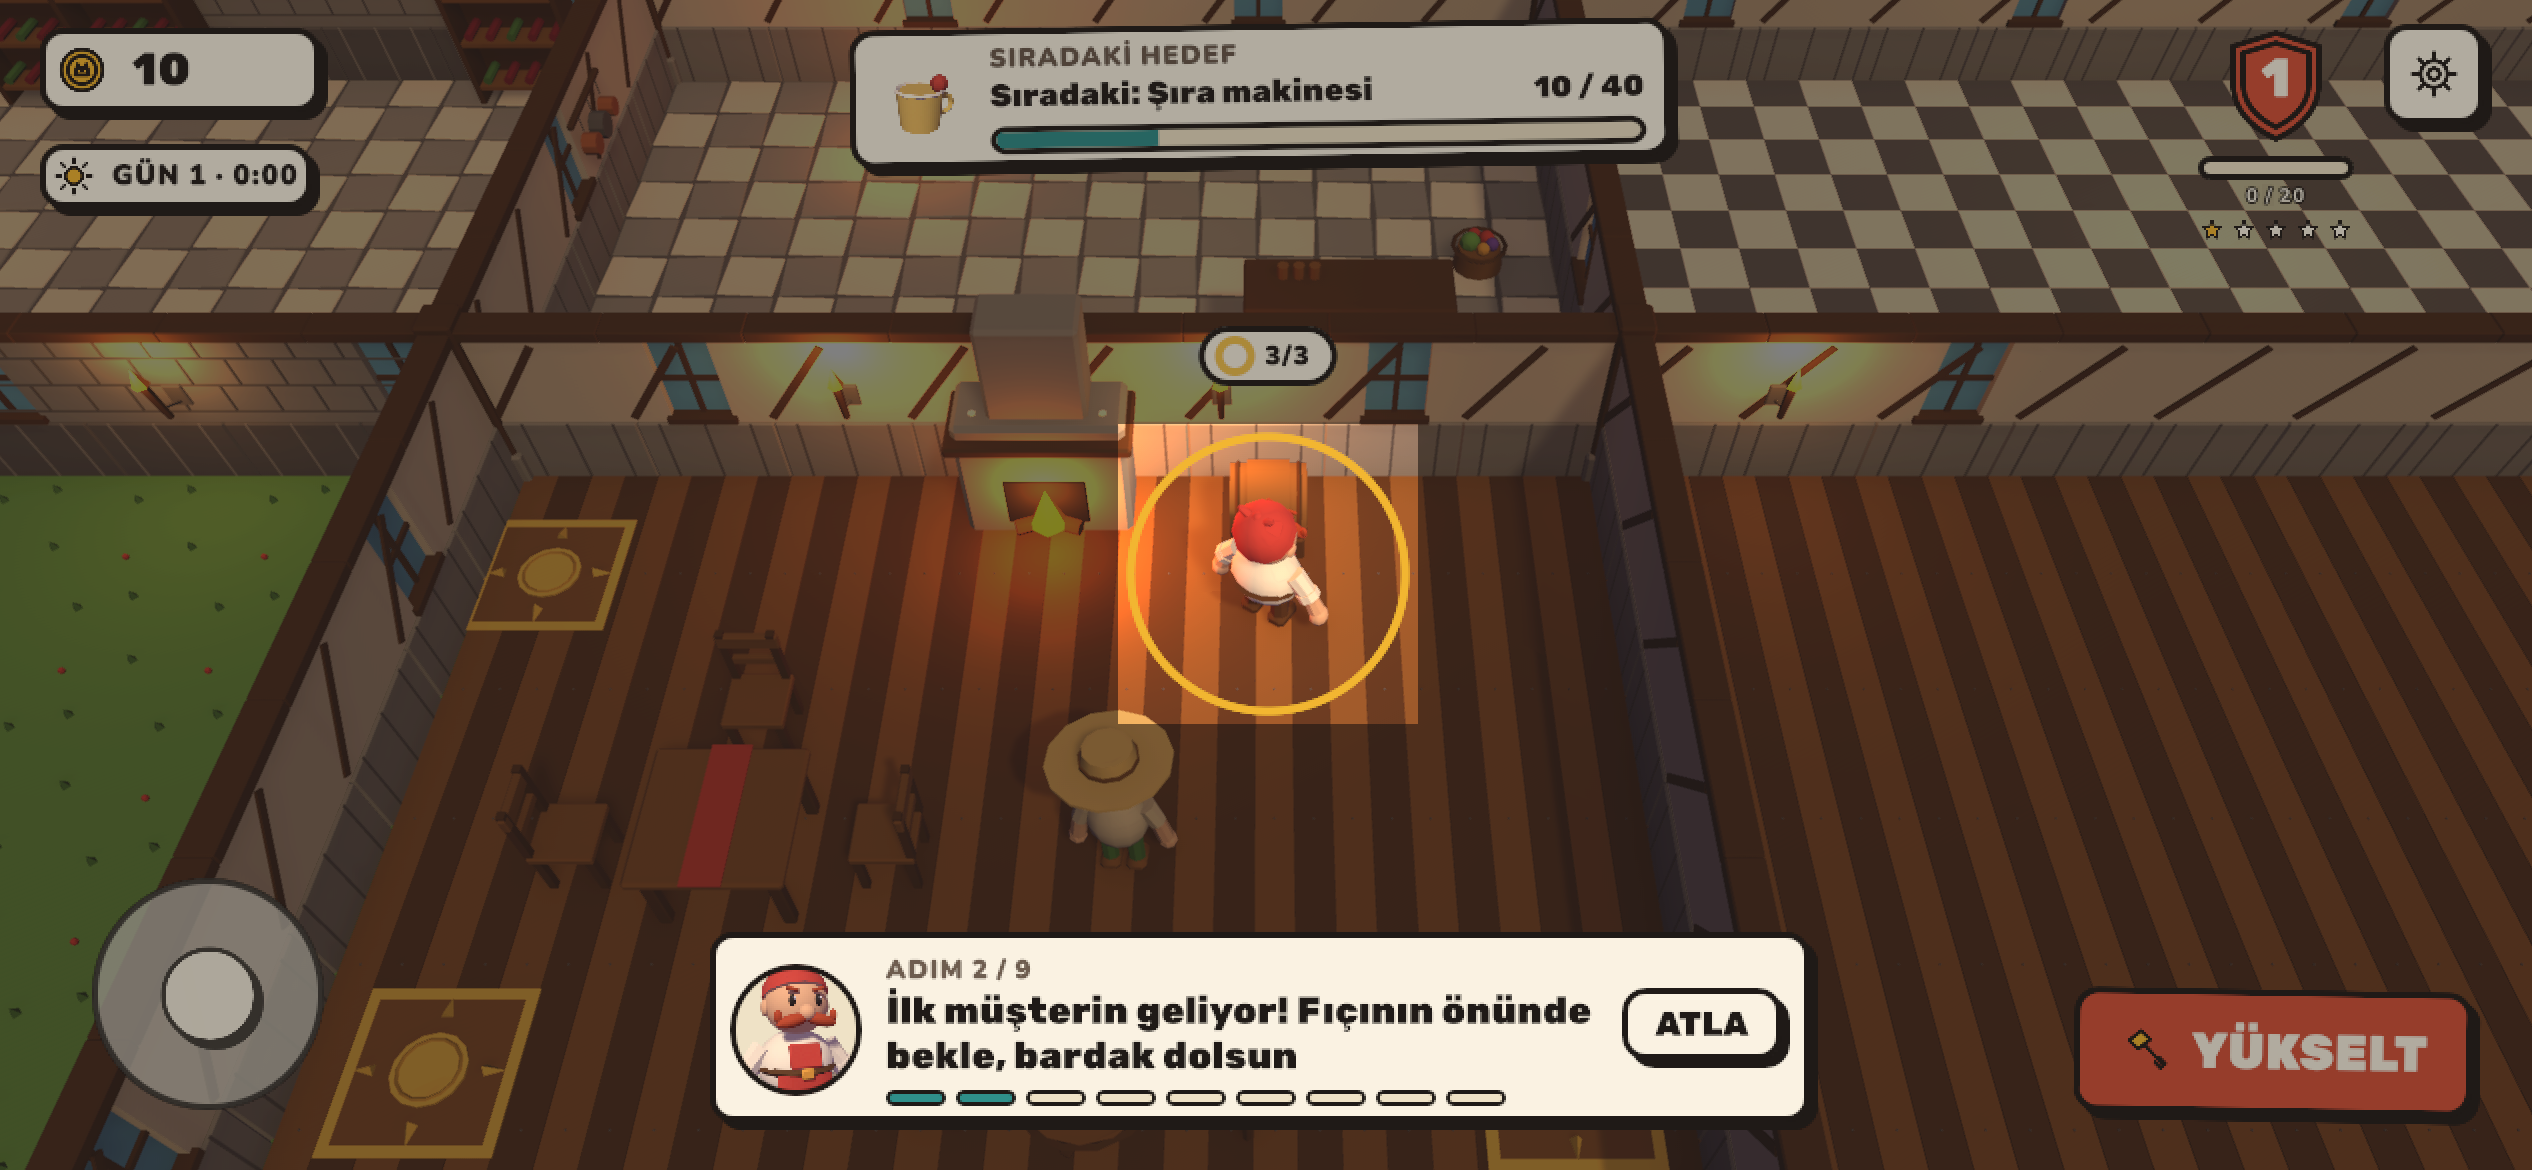 10
GÜN 1 · 0:00
SIRADAKİ HEDEF
Sıradaki: Şıra makinesi
10 / 40
1
0 / 20
3/3
ADIM 2 / 9
İlk müşterin geliyor! Fıçının önünde
bekle, bardak dolsun
ATLA
YÜKSELT